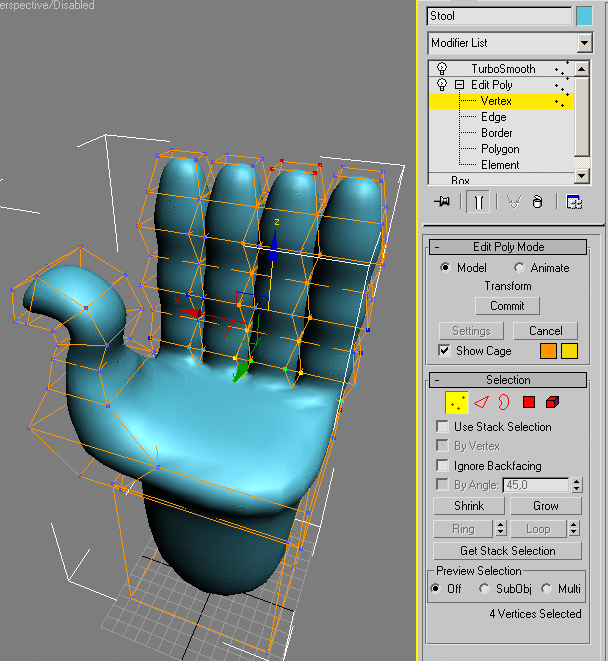 erspective/Disabled
Stool
Modifier List
TurboSmooth
Edit Poly
Vertex
Edge
Border
Polygon
Element
Box
Edit Poly Mode
Model Animate
Transform
Commit
Settings Cancel
Show Cage
Selection
Use Stack Selection
By Vertex
Ignore Backfacing
By Angle: 45,0
Shrink Grow
Ring Loop
Get Stack Selection
Preview Selection
Off SubObj Multi
4 Vertices Selected
z
x